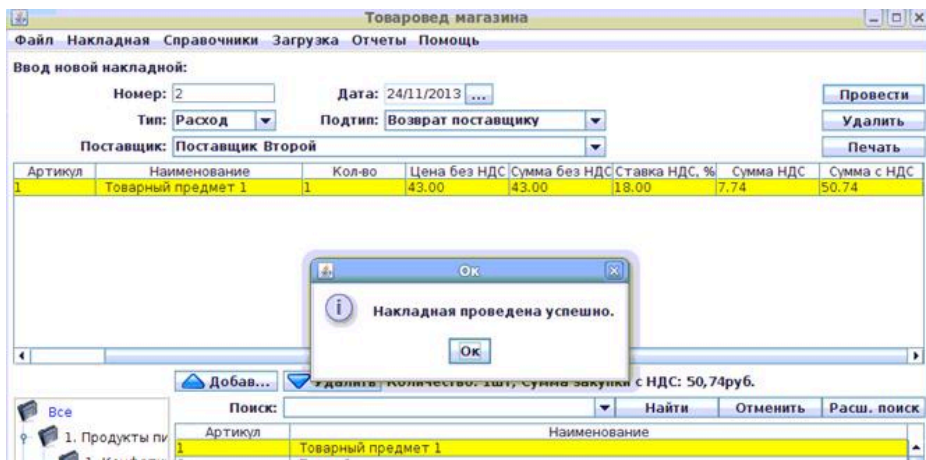 Товаровед магазина
Файл Накладная Справочники Загрузка Отчеты Помощь
Ввод новой накладной:
Номер: 2 Дата: 24/11/2013 ... Провести
Тип: Расход Подтип: Возврат поставщику Удалить
Поставщик: Поставщик Второй Печать
Артикул Наименование Кол-во Цена без НДС Сумма без НДС Ставка НДС, % Сумма НДС Сумма с НДС
1 Товарный предмет 1 1 43.00 43.00 18.00 7.74 50.74
Ок
Накладная проведена успешно.
Ок
Добав... Удалить Количество: 1шт, Сумма закупки с НДС: 50,74руб.
Все Поиск: Найти Отменить Расш. поиск
1. Продукты пи Артикул Наименование
1 Товарный предмет 1